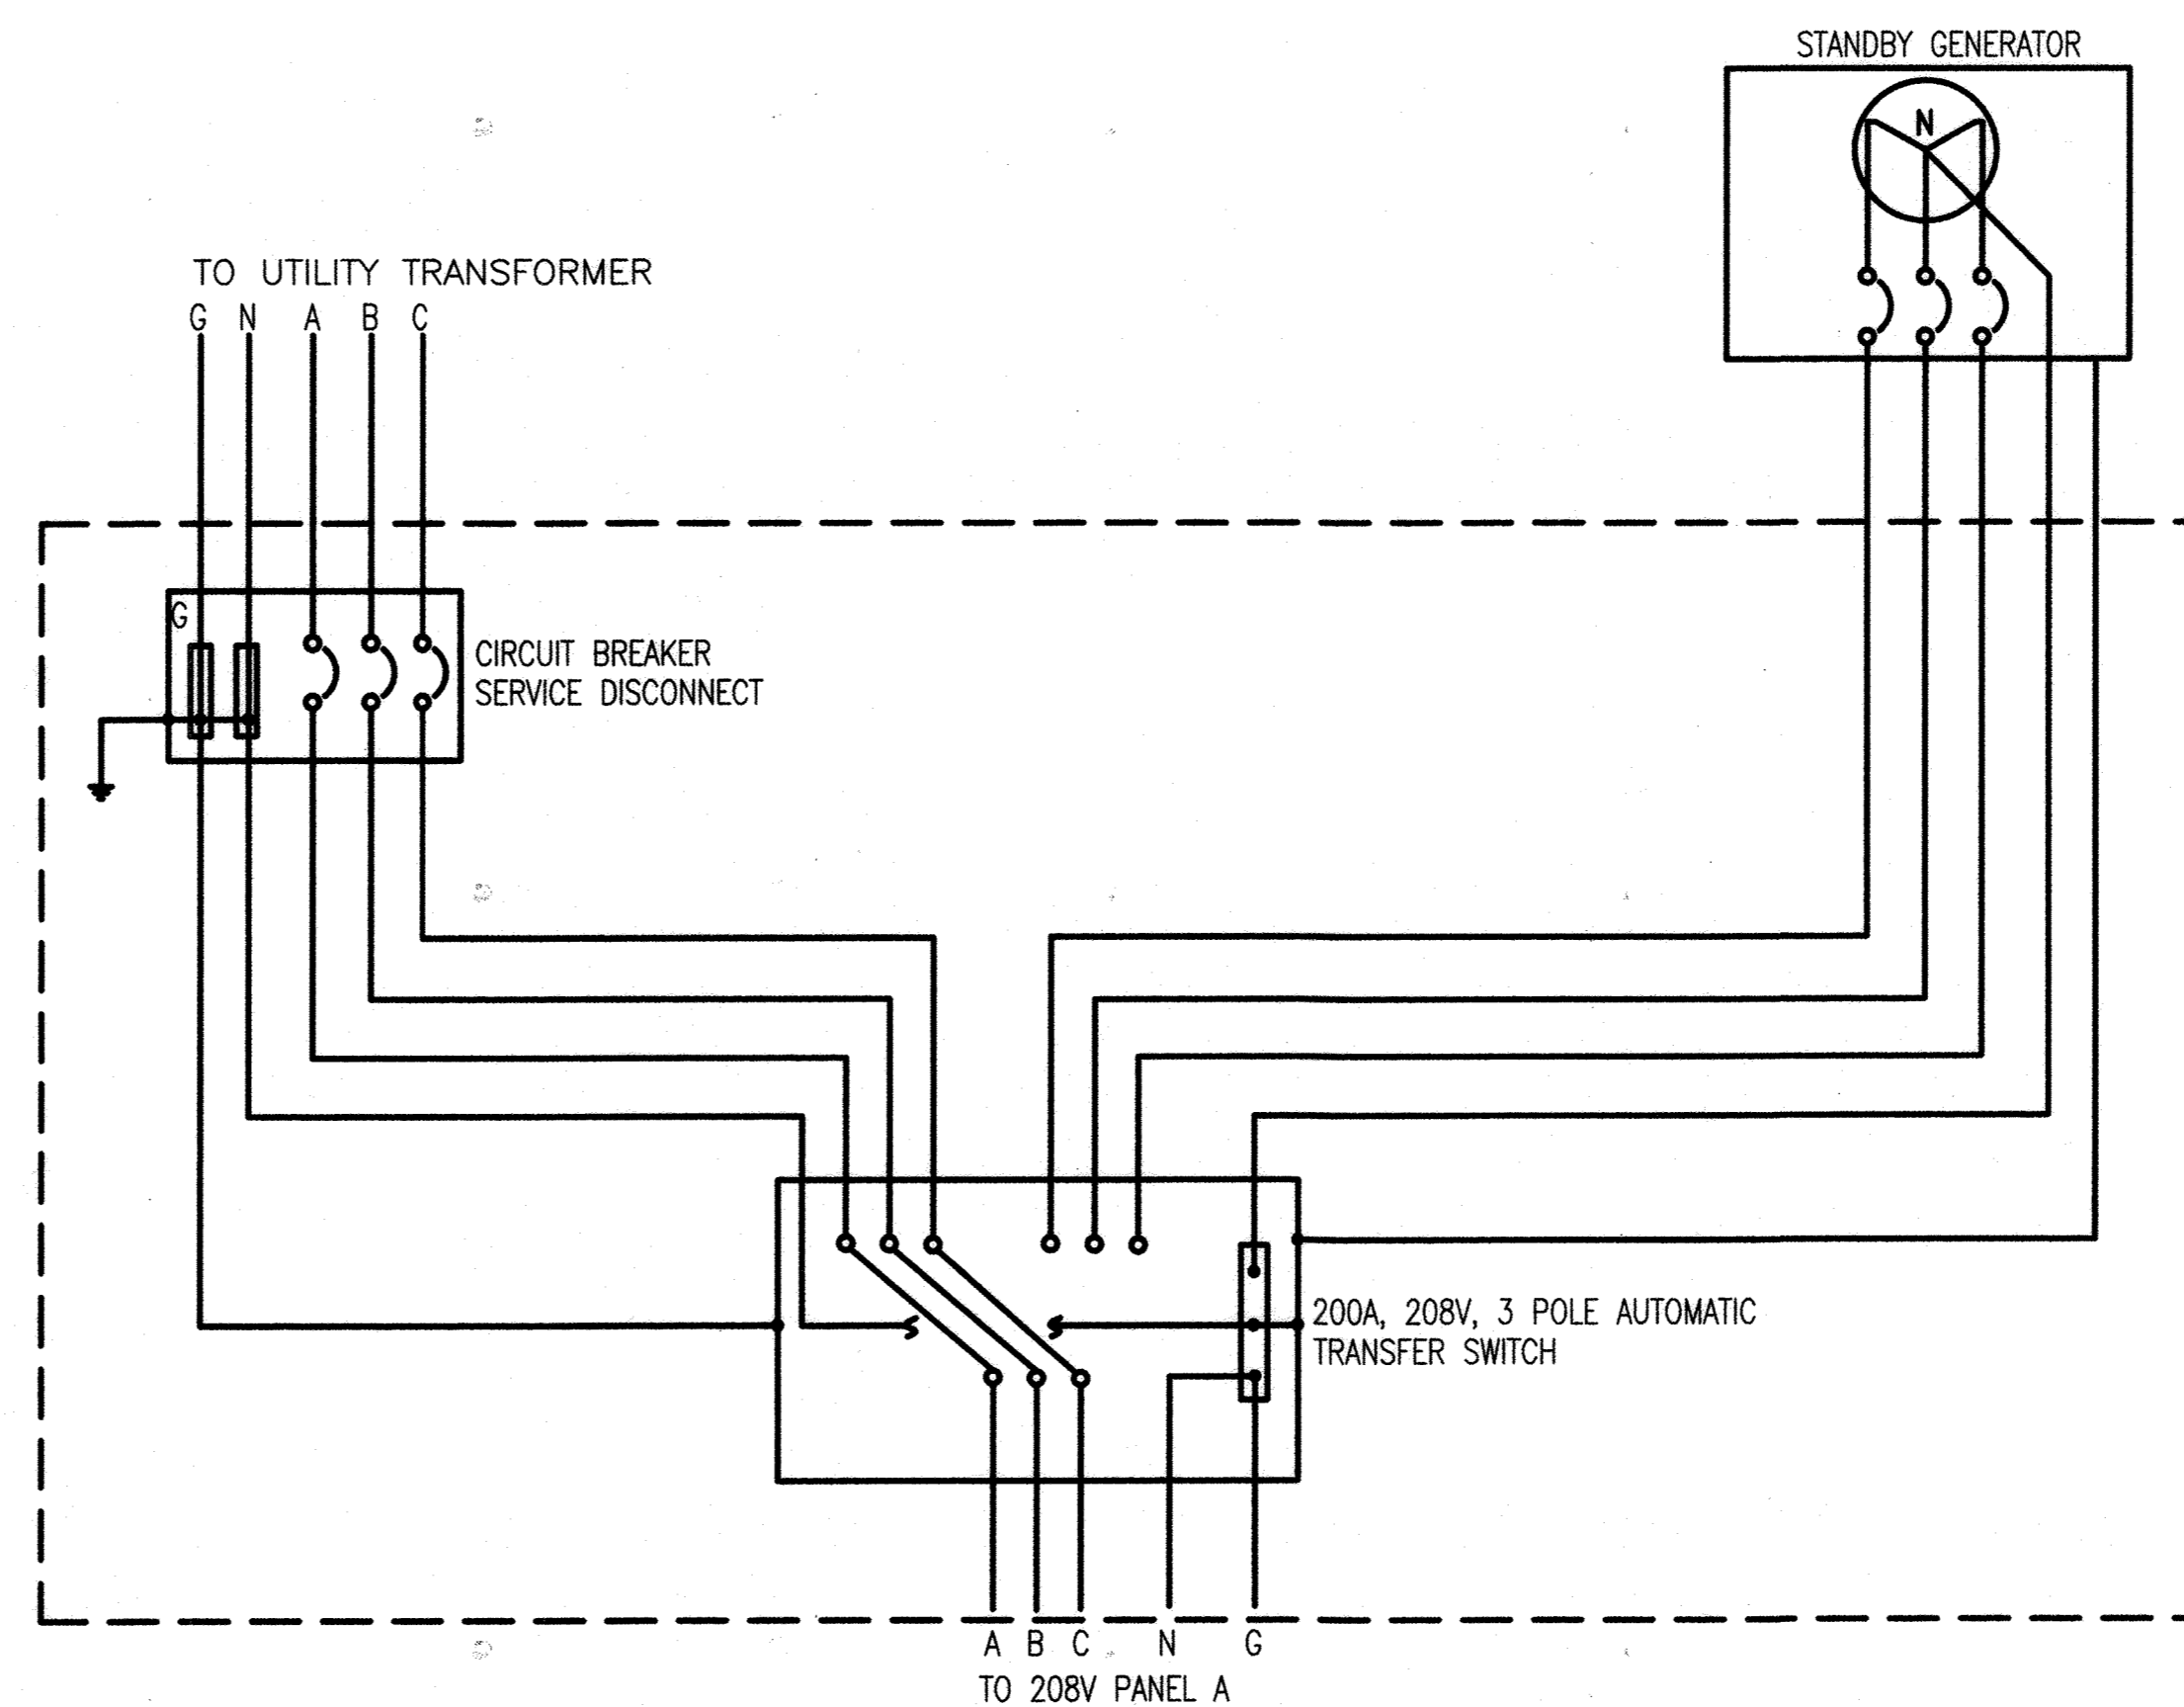 STANDBY GENERATOR
N
TO UTILITY TRANSFORMER
G N A B C
G
CIRCUIT BREAKER
SERVICE DISCONNECT
200A, 208V, 3 POLE AUTOMATIC
TRANSFER SWITCH
A B C N G
TO 208V PANEL A